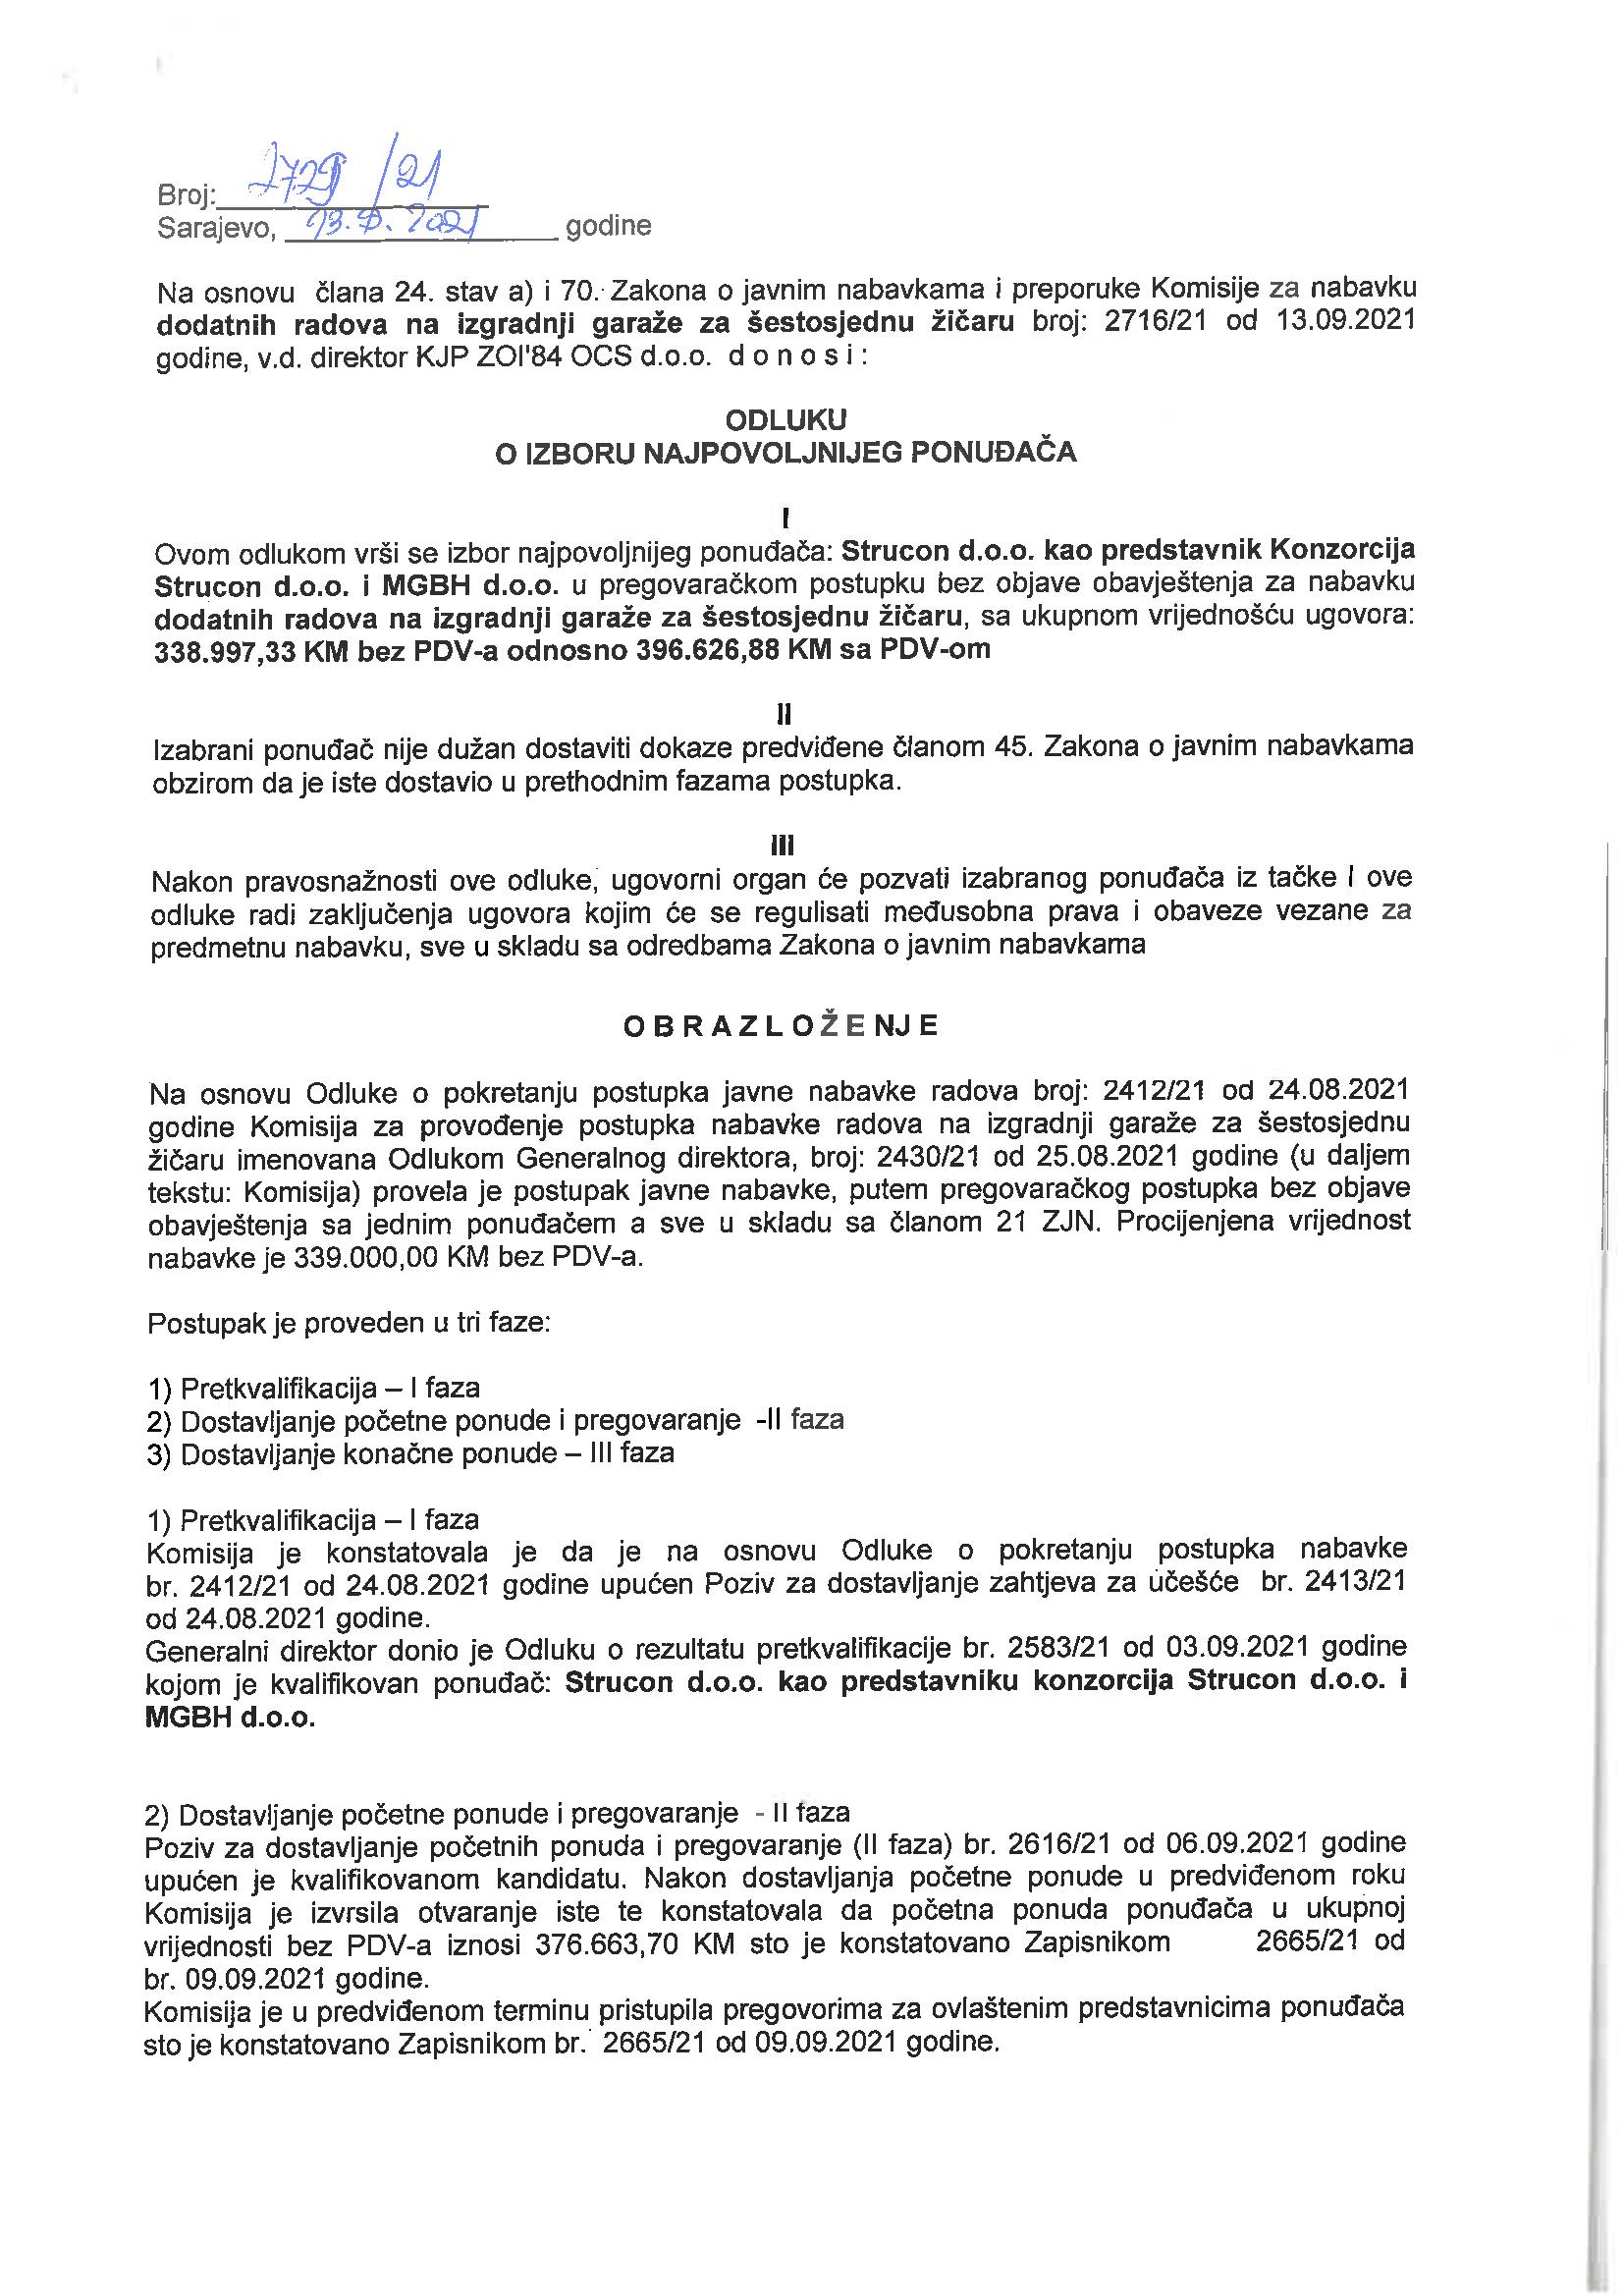 Broj: 2729/21
Sarajevo, 13. 9. 2021 godine
Na osnovu člana 24. stav a) i 70. Zakona o javnim nabavkama i preporuke Komisije za nabavku
dodatnih radova na izgradnji garaže za šestosjednu žičaru broj: 2716/21 od 13.09.2021
godine, v.d. direktor KJP ZOI'84 OCS d.o.o. d o n o s i :
ODLUKU
O IZBORU NAJPOVOLJNIJEG PONUĐAČA
I
Ovom odlukom vrši se izbor najpovoljnijeg ponuđača: Strucon d.o.o. kao predstavnik Konzorcija
Strucon d.o.o. i MGBH d.o.o. u pregovaračkom postupku bez objave obavještenja za nabavku
dodatnih radova na izgradnji garaže za šestosjednu žičaru, sa ukupnom vrijednošću ugovora:
338.997,33 KM bez PDV-a odnosno 396.626,88 KM sa PDV-om
II
Izabrani ponuđač nije dužan dostaviti dokaze predviđene članom 45. Zakona o javnim nabavkama
obzirom da je iste dostavio u prethodnim fazama postupka.
III
Nakon pravosnažnosti ove odluke, ugovorni organ će pozvati izabranog ponuđača iz tačke I ove
odluke radi zaključenja ugovora kojim će se regulisati međusobna prava i obaveze vezane za
predmetnu nabavku, sve u skladu sa odredbama Zakona o javnim nabavkama
O B R A Z L O Ž E NJ E
Na osnovu Odluke o pokretanju postupka javne nabavke radova broj: 2412/21 od 24.08.2021
godine Komisija za provođenje postupka nabavke radova na izgradnji garaže za šestosjednu
žičaru imenovana Odlukom Generalnog direktora, broj: 2430/21 od 25.08.2021 godine (u daljem
tekstu: Komisija) provela je postupak javne nabavke, putem pregovaračkog postupka bez objave
obavještenja sa jednim ponuđačem a sve u skladu sa članom 21 ZJN. Procijenjena vrijednost
nabavke je 339.000,00 KM bez PDV-a.
Postupak je proveden u tri faze:
1) Pretkvalifikacija – I faza
2) Dostavljanje početne ponude i pregovaranje -II faza
3) Dostavljanje konačne ponude – III faza
1) Pretkvalifikacija – I faza
Komisija je konstatovala je da je na osnovu Odluke o pokretanju postupka nabavke
br. 2412/21 od 24.08.2021 godine upućen Poziv za dostavljanje zahtjeva za učešće br. 2413/21
od 24.08.2021 godine.
Generalni direktor donio je Odluku o rezultatu pretkvalifikacije br. 2583/21 od 03.09.2021 godine
kojom je kvalifikovan ponuđač: Strucon d.o.o. kao predstavniku konzorcija Strucon d.o.o. i
MGBH d.o.o.
2) Dostavljanje početne ponude i pregovaranje - II faza
Poziv za dostavljanje početnih ponuda i pregovaranje (II faza) br. 2616/21 od 06.09.2021 godine
upućen je kvalifikovanom kandidatu. Nakon dostavljanja početne ponude u predviđenom roku
Komisija je izvrsila otvaranje iste te konstatovala da početna ponuda ponuđača u ukupnoj
vrijednosti bez PDV-a iznosi 376.663,70 KM sto je konstatovano Zapisnikom 2665/21 od
br. 09.09.2021 godine.
Komisija je u predviđenom terminu pristupila pregovorima za ovlaštenim predstavnicima ponuđača
sto je konstatovano Zapisnikom br. 2665/21 od 09.09.2021 godine.